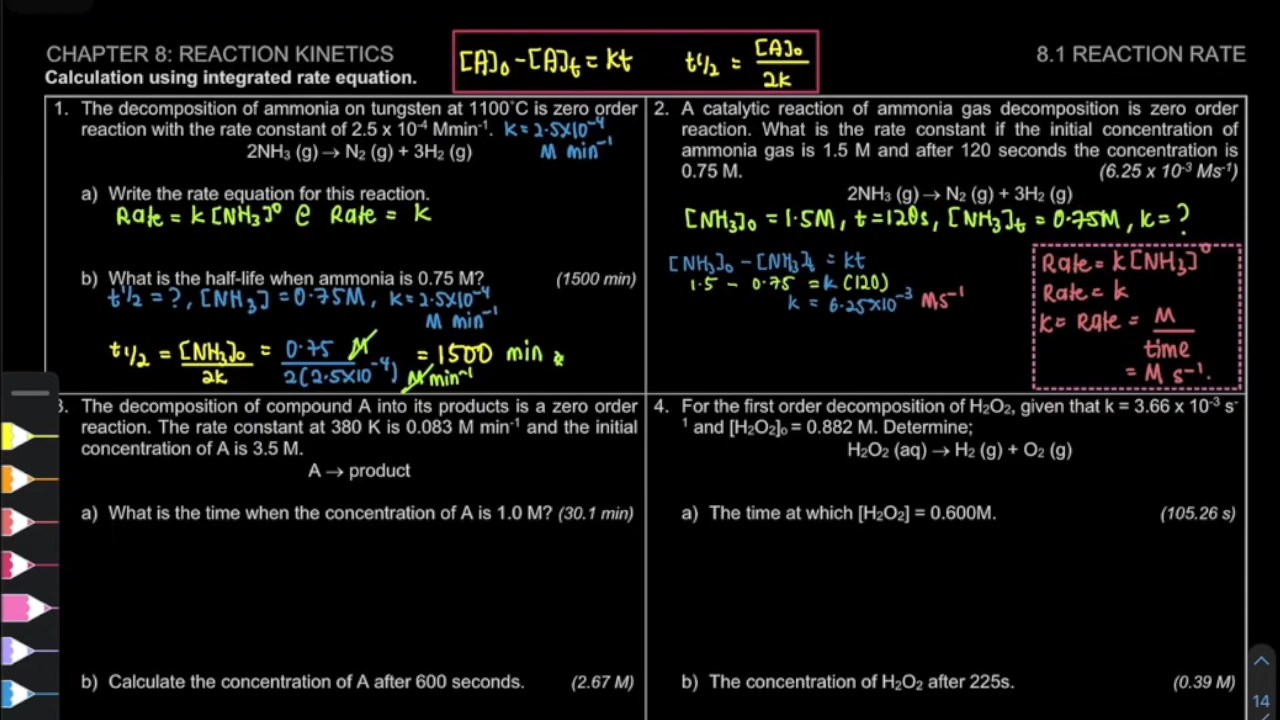 [A]₀ - [A]t = kt t½ = [A]₀ / 2k
CHAPTER 8: REACTION KINETICS
8.1 REACTION RATE
Calculation using integrated rate equation.
1. The decomposition of ammonia on tungsten at 1100°C is zero order
reaction with the rate constant of 2.5 x 10⁻⁴ Mmin⁻¹. k = 2.5×10⁻⁴
M min⁻¹
2NH₃ (g) → N₂ (g) + 3H₂ (g)
a) Write the rate equation for this reaction.
Rate = k [NH₃]⁰ @ Rate = k
b) What is the half-life when ammonia is 0.75 M? (1500 min)
t½ = ?, [NH₃] = 0.75M, k = 2.5×10⁻⁴
M min⁻¹
t½ = [NH₃]₀ / 2k = 0.75 M / 2(2.5×10⁻⁴) M min⁻¹ = 1500 min
2. A catalytic reaction of ammonia gas decomposition is zero order
reaction. What is the rate constant if the initial concentration of
ammonia gas is 1.5 M and after 120 seconds the concentration is
0.75 M. (6.25 x 10⁻³ Ms⁻¹)
2NH₃ (g) → N₂ (g) + 3H₂ (g)
[NH₃]₀ = 1.5M, t = 120s, [NH₃]t = 0.75M, k = ?
[NH₃]₀ - [NH₃]t = kt
1.5 - 0.75 = k (120)
k = 6.25×10⁻³ Ms⁻¹
Rate = k [NH₃]⁰
Rate = k
k = Rate = M / time
= M s⁻¹.
3. The decomposition of compound A into its products is a zero order
reaction. The rate constant at 380 K is 0.083 M min⁻¹ and the initial
concentration of A is 3.5 M.
A → product
a) What is the time when the concentration of A is 1.0 M? (30.1 min)
b) Calculate the concentration of A after 600 seconds. (2.67 M)
4. For the first order decomposition of H₂O₂, given that k = 3.66 x 10⁻³ s⁻
¹ and [H₂O₂]₀ = 0.882 M. Determine;
H₂O₂ (aq) → H₂ (g) + O₂ (g)
a) The time at which [H₂O₂] = 0.600M. (105.26 s)
b) The concentration of H₂O₂ after 225s. (0.39 M)
14